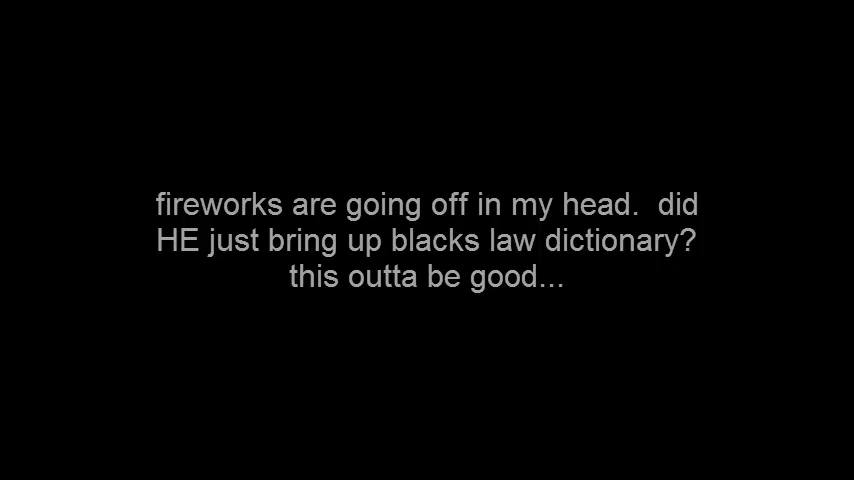 fireworks are going off in my head.  did
HE just bring up blacks law dictionary?
this outta be good...